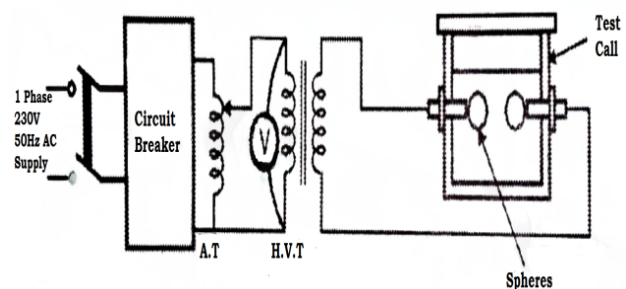 Test
Call
1 Phase
230V
50Hz AC
Supply
Circuit
Breaker
V
A.T
H.V.T
Spheres